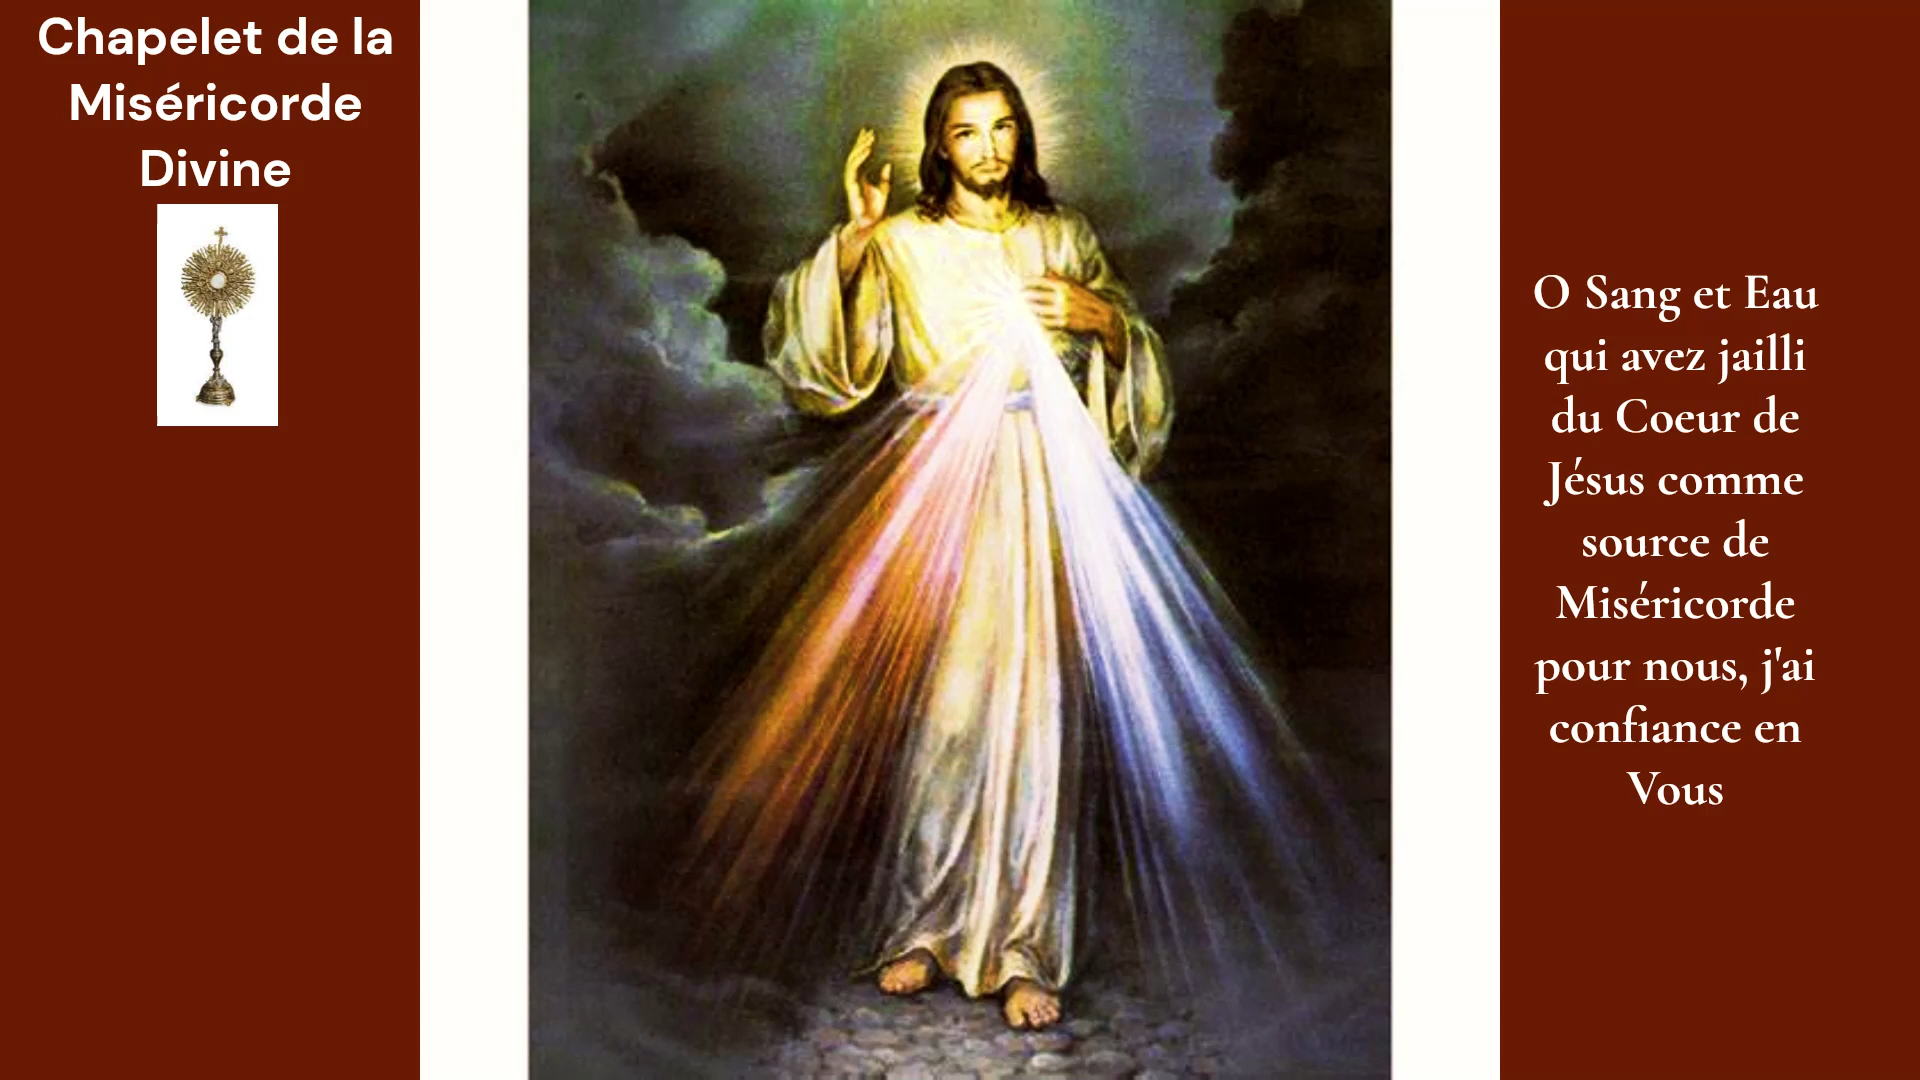 Chapelet de la
Miséricorde
Divine
O Sang et Eau
qui avez jailli
du Coeur de
Jésus comme
source de
Miséricorde
pour nous, j'ai
confiance en
Vous